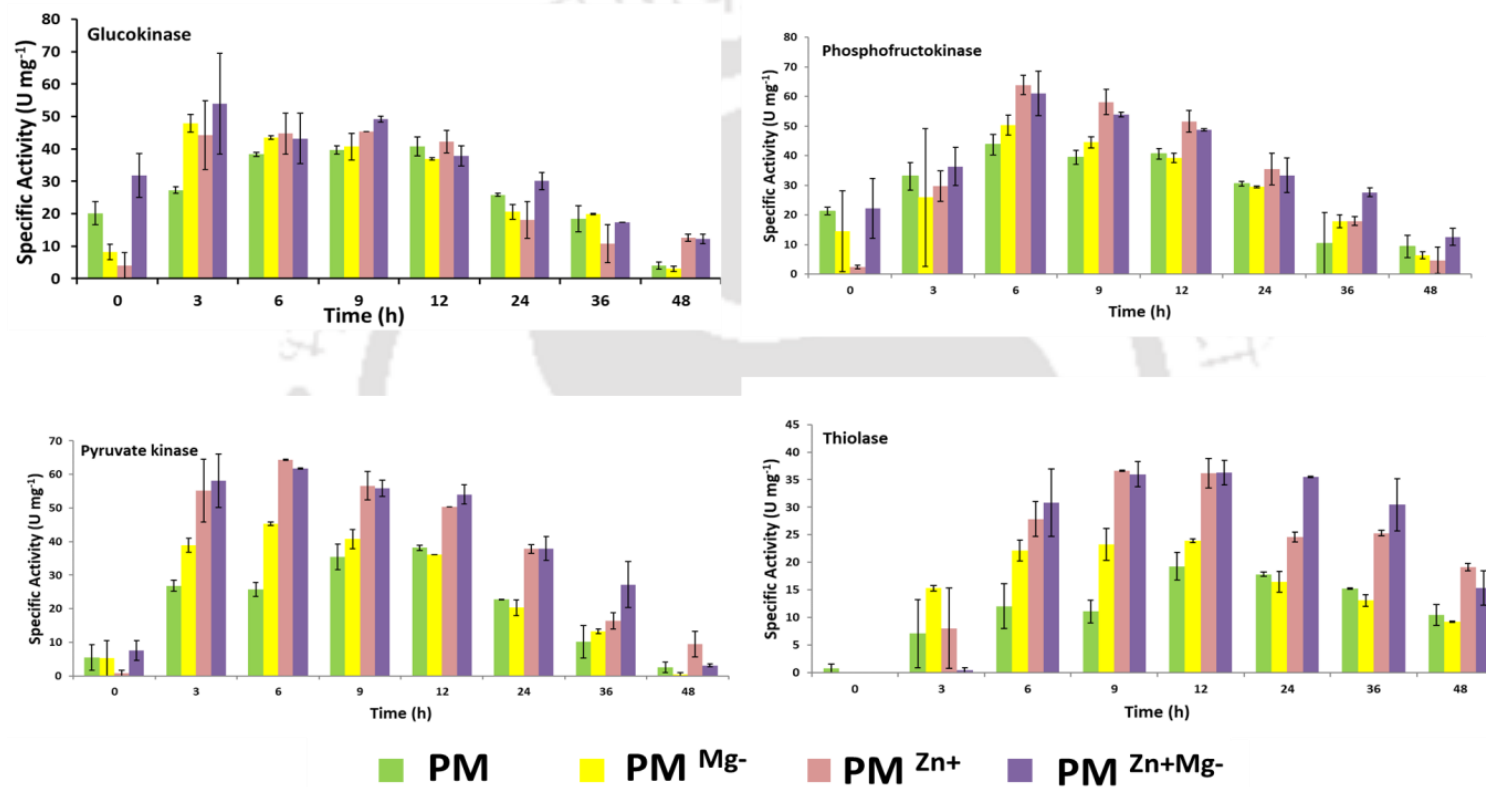 Glucokinase
Specific Activity (U mg-1)
80
70
60
50
40
30
20
10
0
0 3 6 9 12 24 36 48
Time (h)
Phosphofructokinase
Specific Activity (U mg-1)
80
70
60
50
40
30
20
10
0
0 3 6 9 12 24 36 48
Time (h)
Pyruvate kinase
Specific Activity (U mg-1)
70
60
50
40
30
20
10
0
0 3 6 9 12 24 36 48
Time (h)
Thiolase
Specific Activity (U mg-1)
45
40
35
30
25
20
15
10
5
0
0 3 6 9 12 24 36 48
Time (h)
PM PM Mg- PM Zn+ PM Zn+Mg-